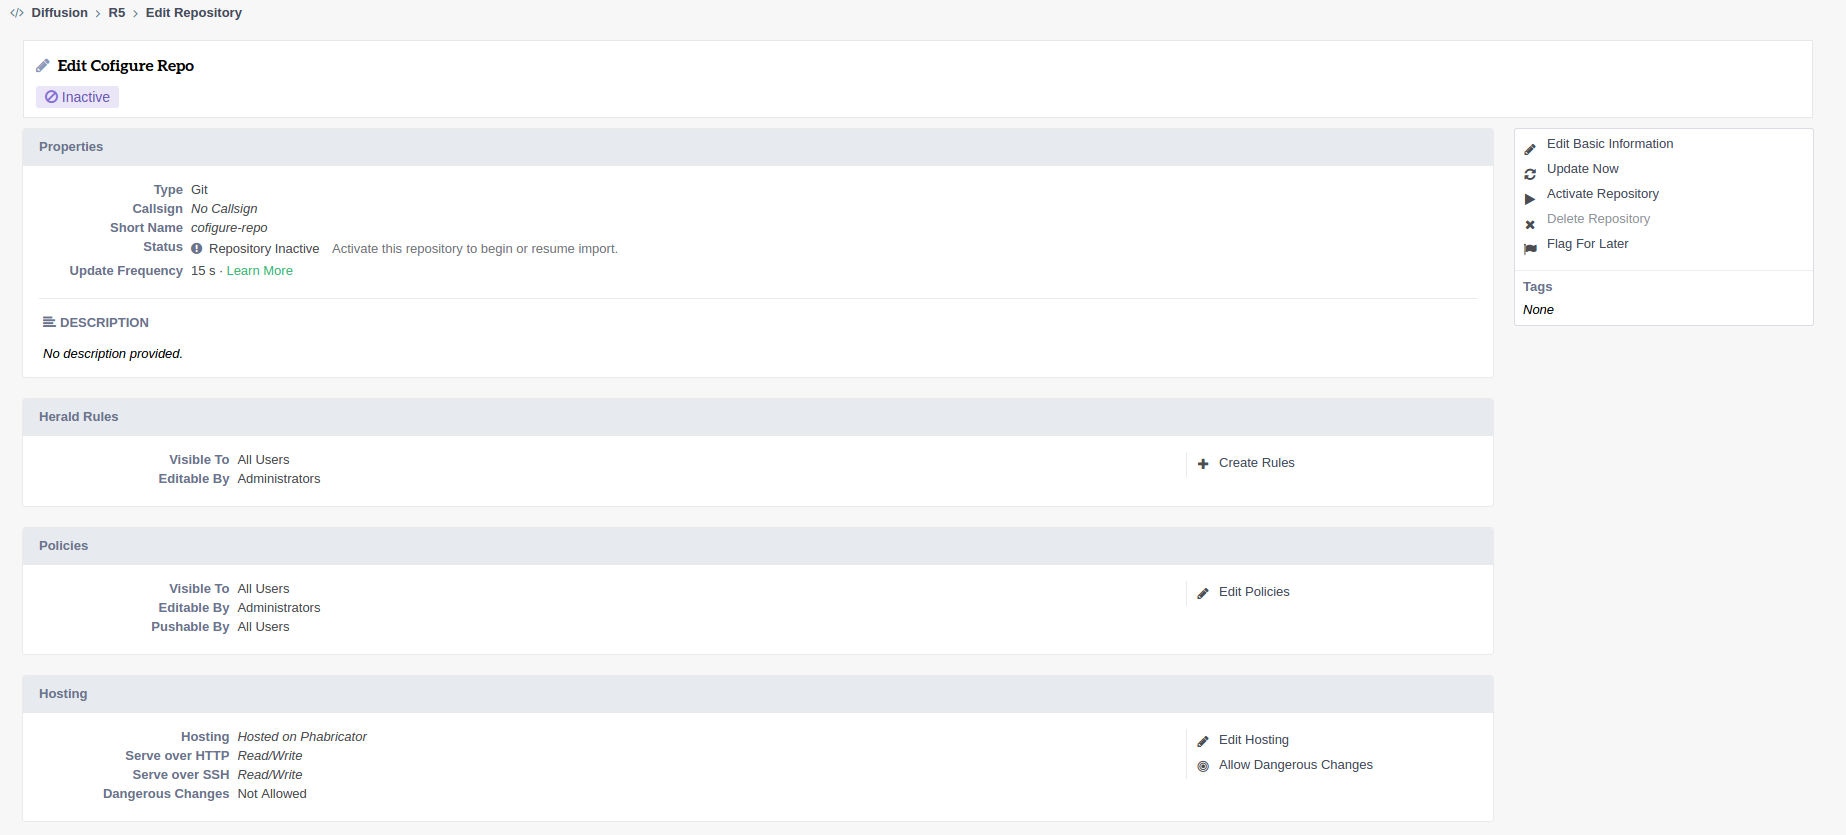 Diffusion > R5 > Edit Repository
Edit Cofigure Repo
Inactive
Properties
Type Git
Callsign No Callsign
Short Name cofigure-repo
Status Repository Inactive Activate this repository to begin or resume import.
Update Frequency 15 s · Learn More
DESCRIPTION
No description provided.
Herald Rules
Visible To All Users
Editable By Administrators
Create Rules
Policies
Visible To All Users
Editable By Administrators
Pushable By All Users
Edit Policies
Hosting
Hosting Hosted on Phabricator
Serve over HTTP Read/Write
Serve over SSH Read/Write
Dangerous Changes Not Allowed
Edit Hosting
Allow Dangerous Changes
Edit Basic Information
Update Now
Activate Repository
Delete Repository
Flag For Later
Tags
None